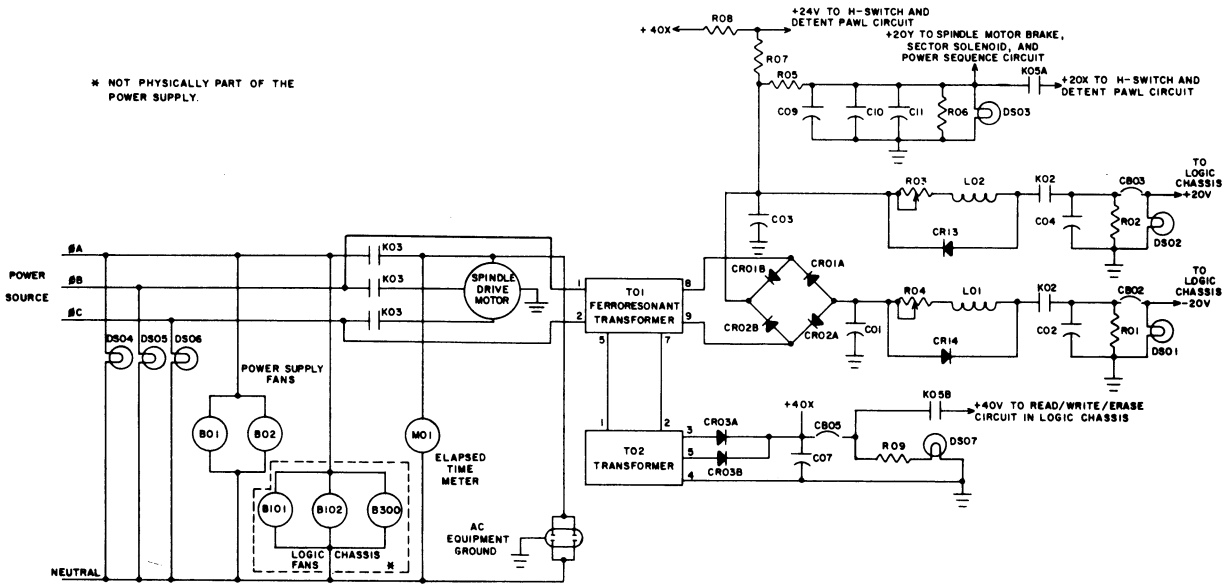 R08
+24V TO H-SWITCH AND
DETENT PAWL CIRCUIT
+40X
+20Y TO SPINDLE MOTOR BRAKE,
SECTOR SOLENOID, AND
POWER SEQUENCE CIRCUIT
R07
R05
K05A
+20X TO H-SWITCH AND
DETENT PAWL CIRCUIT
* NOT PHYSICALLY PART OF THE
POWER SUPPLY.
C09
C10
C11
R06
DS03
R03
L02
K02
CB03
TO
LOGIC
CHASSIS
+20V
C03
CR13
C04
R02
DS02
ØA
K03
POWER
SOURCE
ØB
K03
SPINDLE
DRIVE
MOTOR
ØC
K03
1
2
T01
FERRORESONANT
TRANSFORMER
8
9
5
7
CR01B
CR01A
CR02B
CR02A
C01
R04
L01
K02
CB02
TO
LOGIC
CHASSIS
-20V
CR14
C02
R01
DS01
DS04
DS05
DS06
POWER SUPPLY
FANS
B01
B02
M01
ELAPSED
TIME
METER
1
2
T02
TRANSFORMER
3
5
4
CR03A
CR03B
+40X
CB05
C07
K05B
+40V TO READ/WRITE/ERASE
CIRCUIT IN LOGIC CHASSIS
R09
DS07
B101
B102
B300
LOGIC CHASSIS
FANS
*
AC
EQUIPMENT
GROUND
NEUTRAL